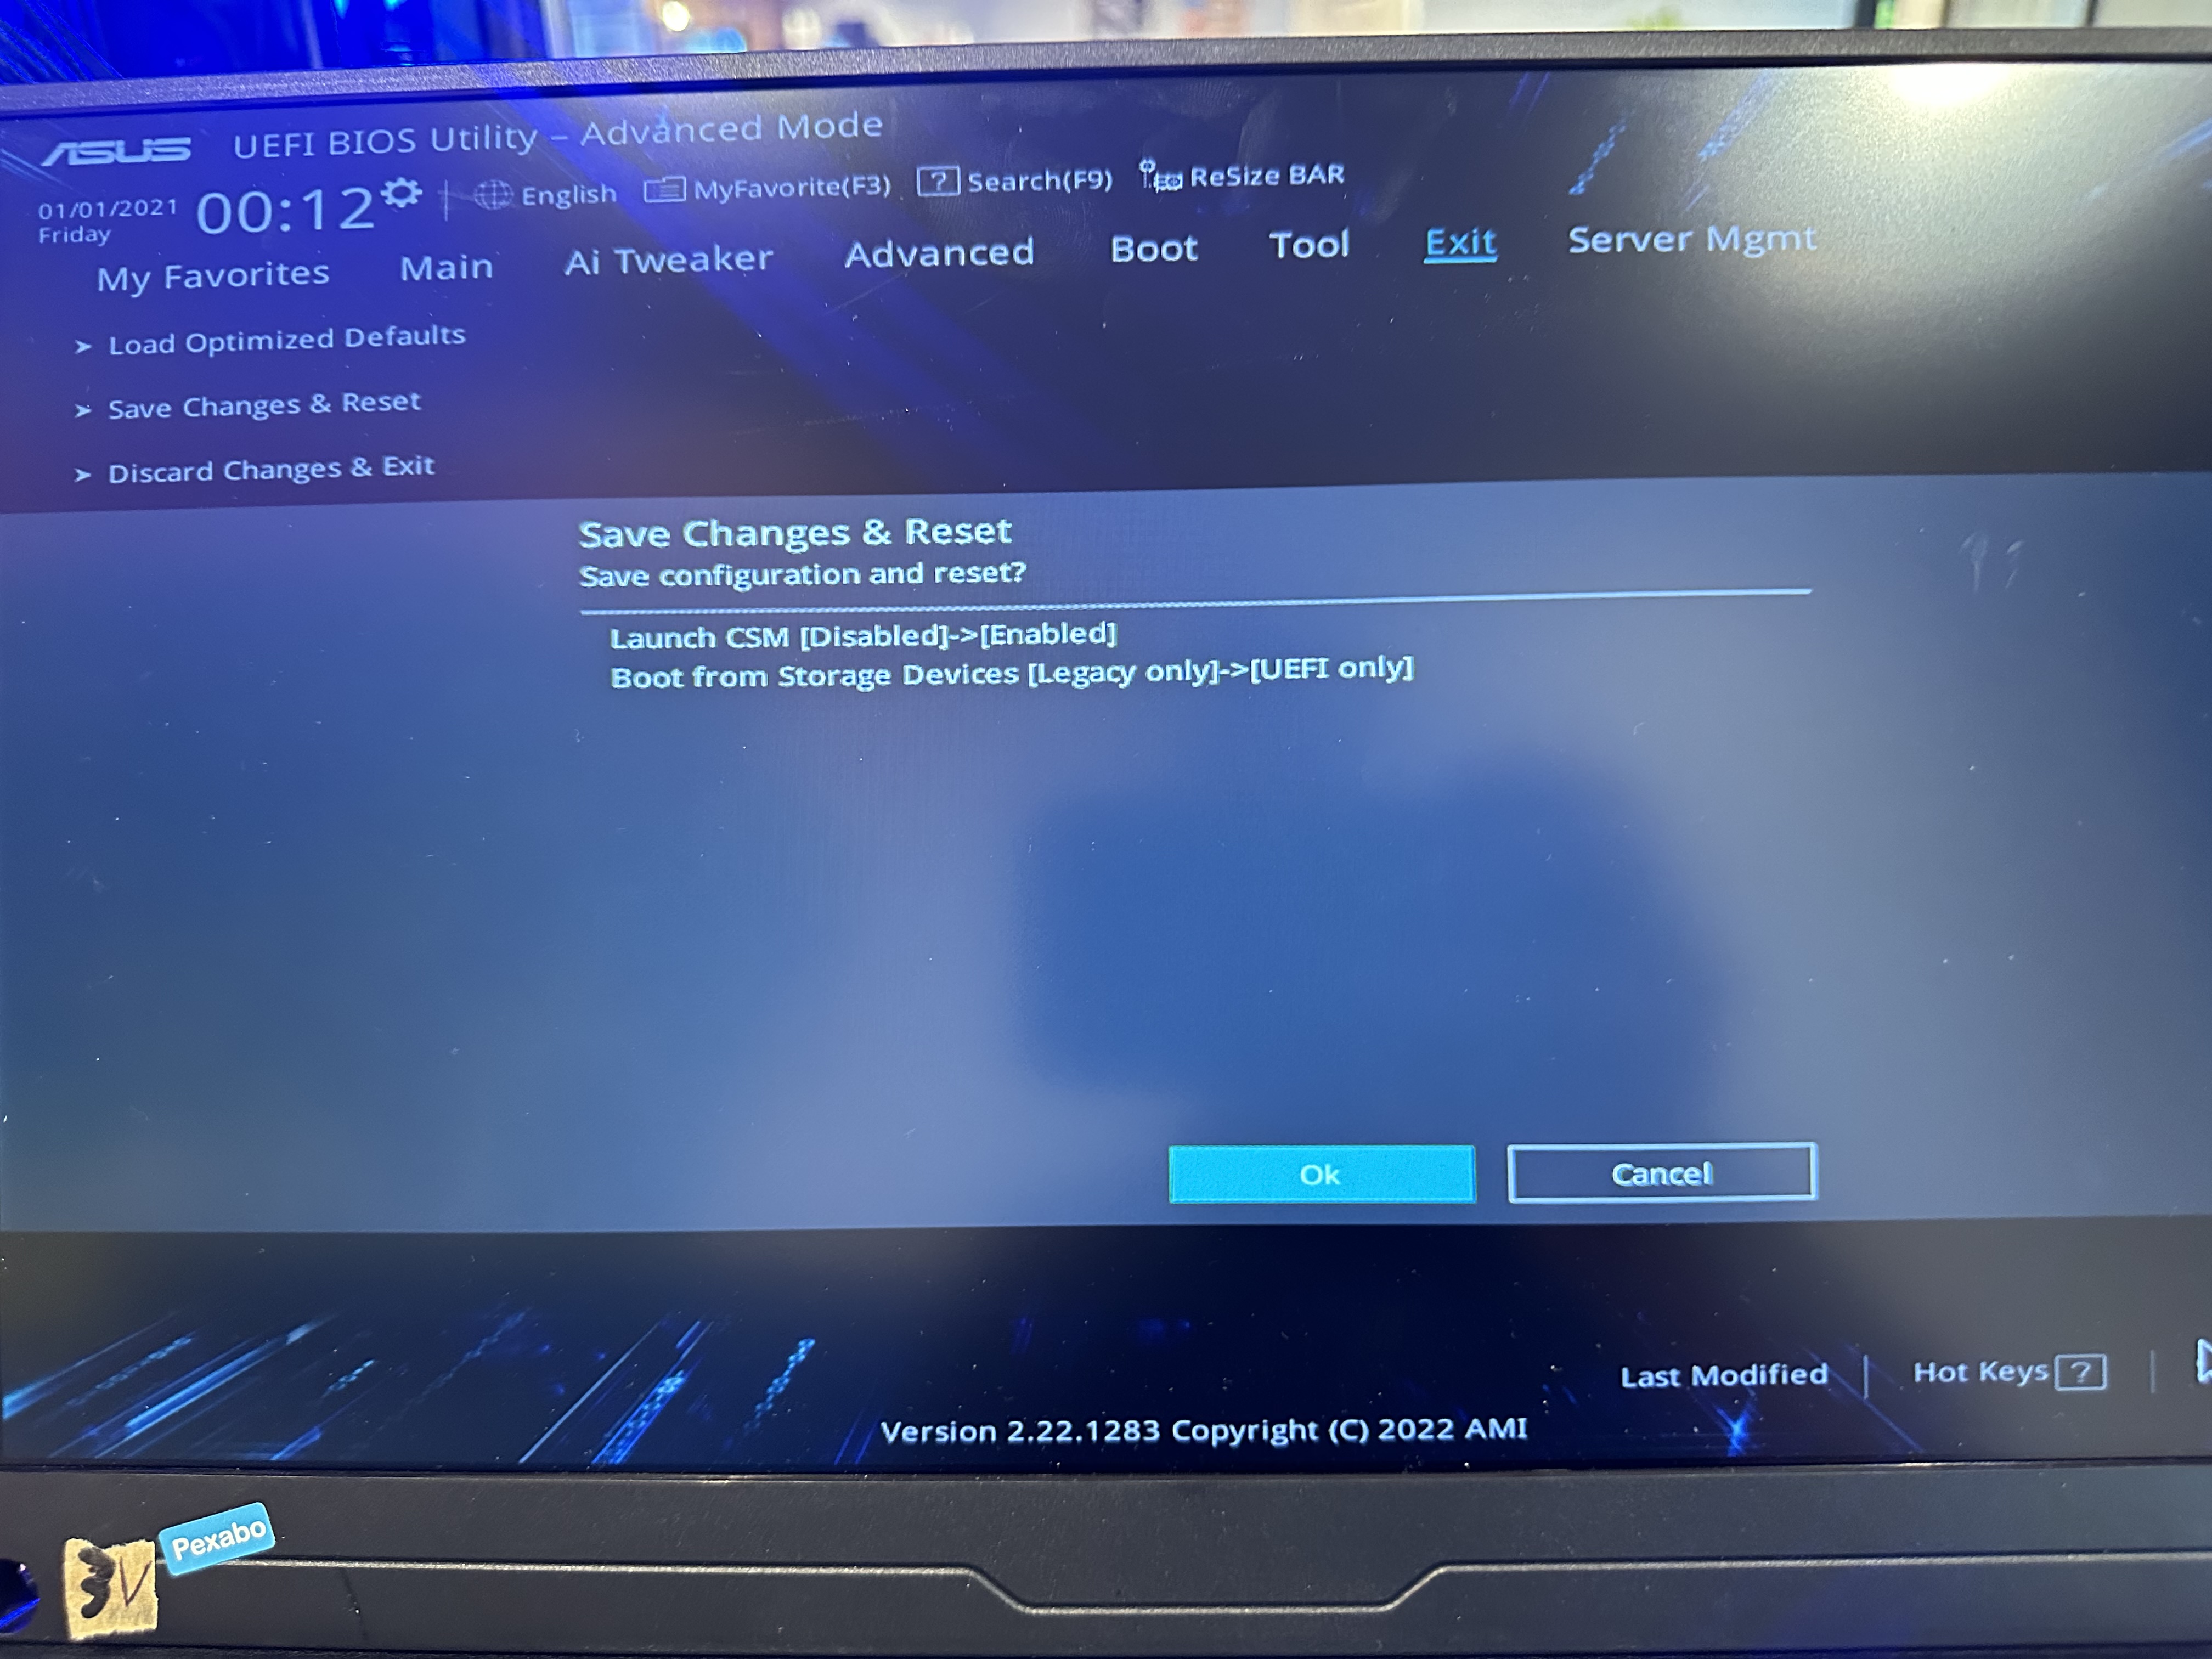 ASUS UEFI BIOS Utility – Advanced Mode
01/01/2021
Friday
00:12
English
MyFavorite(F3)
? Search(F9)
ReSize BAR
My Favorites Main Ai Tweaker Advanced Boot Tool Exit Server Mgmt
➤ Load Optimized Defaults
➤ Save Changes & Reset
➤ Discard Changes & Exit
Save Changes & Reset
Save configuration and reset?
Launch CSM [Disabled]->[Enabled]
Boot from Storage Devices [Legacy only]->[UEFI only]
Ok Cancel
Last Modified | Hot Keys ? |
Version 2.22.1283 Copyright (C) 2022 AMI
Pexabo